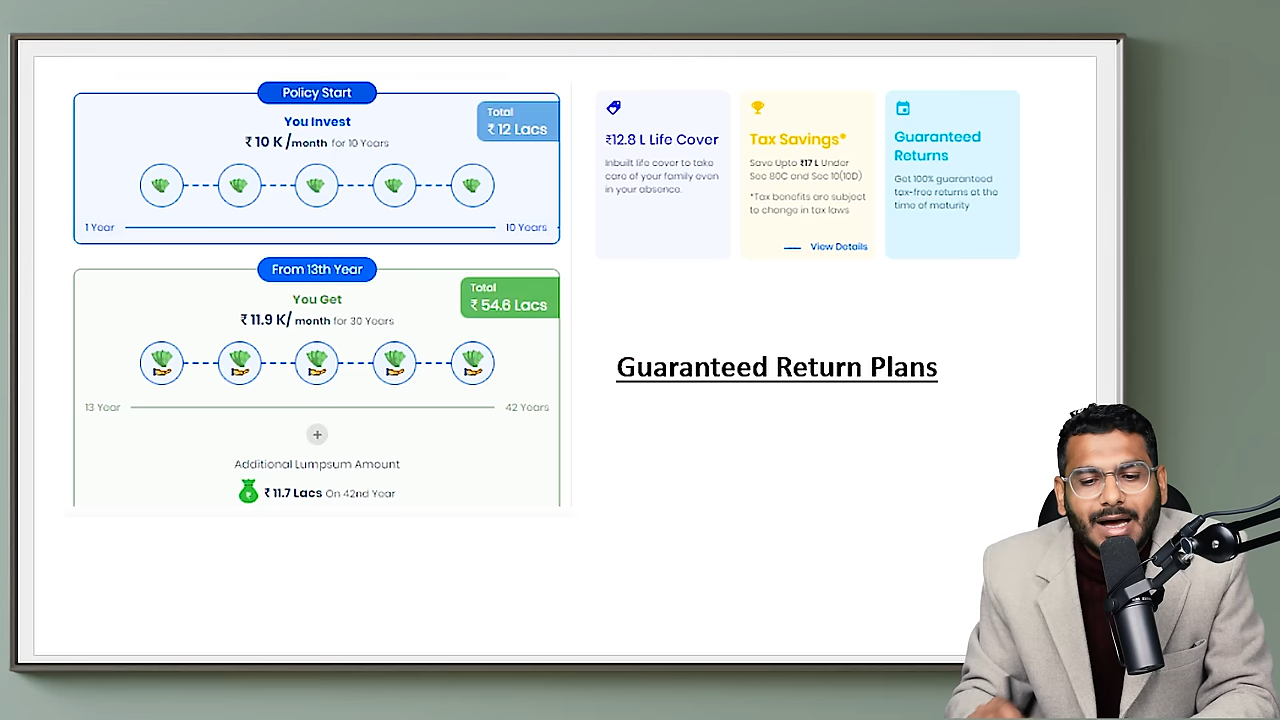 Policy Start
You Invest
₹ 10 K /month for 10 Years
Total
₹ 12 Lacs
1 Year
10 Years
From 13th Year
You Get
₹ 11.9 K/ month for 30 Years
Total
₹ 54.6 Lacs
13 Year
42 Years
+
Additional Lumpsum Amount
₹ 11.7 Lacs On 42nd Year
₹12.8 L Life Cover
Inbuilt life cover to take
care of your family even
in your absence.
Tax Savings*
Save Upto ₹17 L Under
Sec 80C and Sec 10(10D)
*Tax benefits are subject
to change in tax laws
View Details
Guaranteed
Returns
Get 100% guaranteed
tax-free returns at the
time of maturity
Guaranteed Return Plans